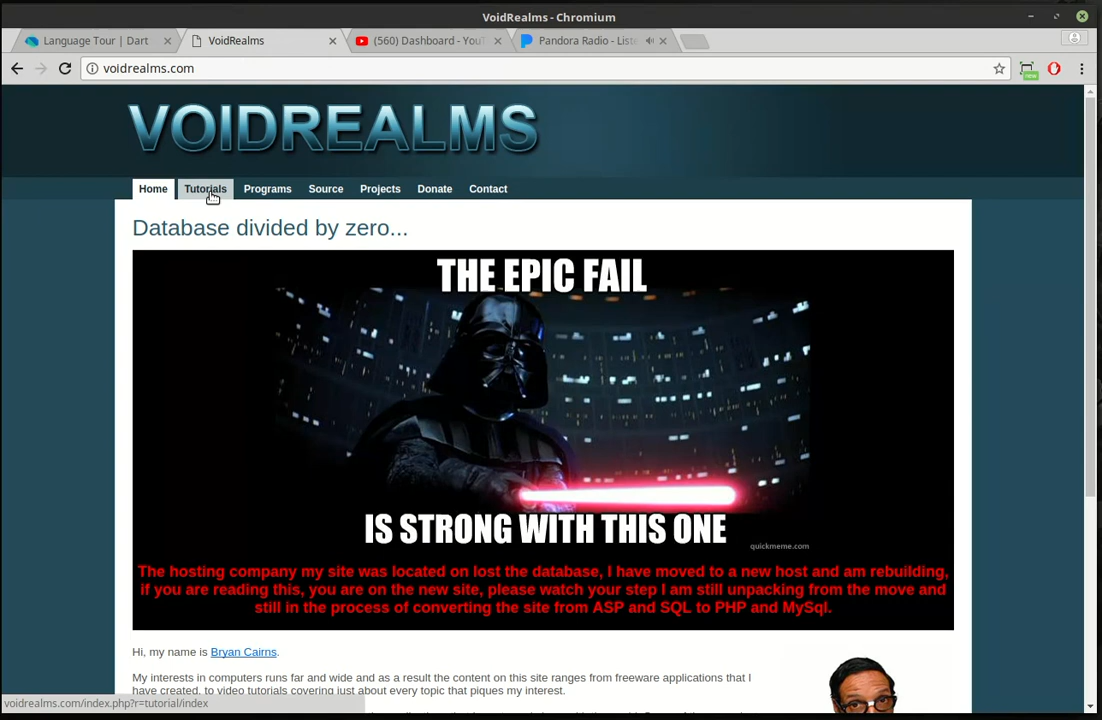 VoidRealms - Chromium
Language Tour | Dart
VoidRealms
(560) Dashboard - YouT
Pandora Radio - Liste
voidrealms.com
new
VOIDREALMS
Home
Tutorials
Programs
Source
Projects
Donate
Contact
Database divided by zero...
THE EPIC FAIL
IS STRONG WITH THIS ONE
quickmeme.com
The hosting company my site was located on lost the database, I have moved to a new host and am rebuilding,
if you are reading this, you are on the new site, please watch your step I am still unpacking from the move and
still in the process of converting the site from ASP and SQL to PHP and MySql.
Hi, my name is Bryan Cairns.
My interests in computers runs far and wide and as a result the content on this site ranges from freeware applications that I
have created, to video tutorials covering just about every topic that piques my interest.
voidrealms.com/index.php?r=tutorial/index